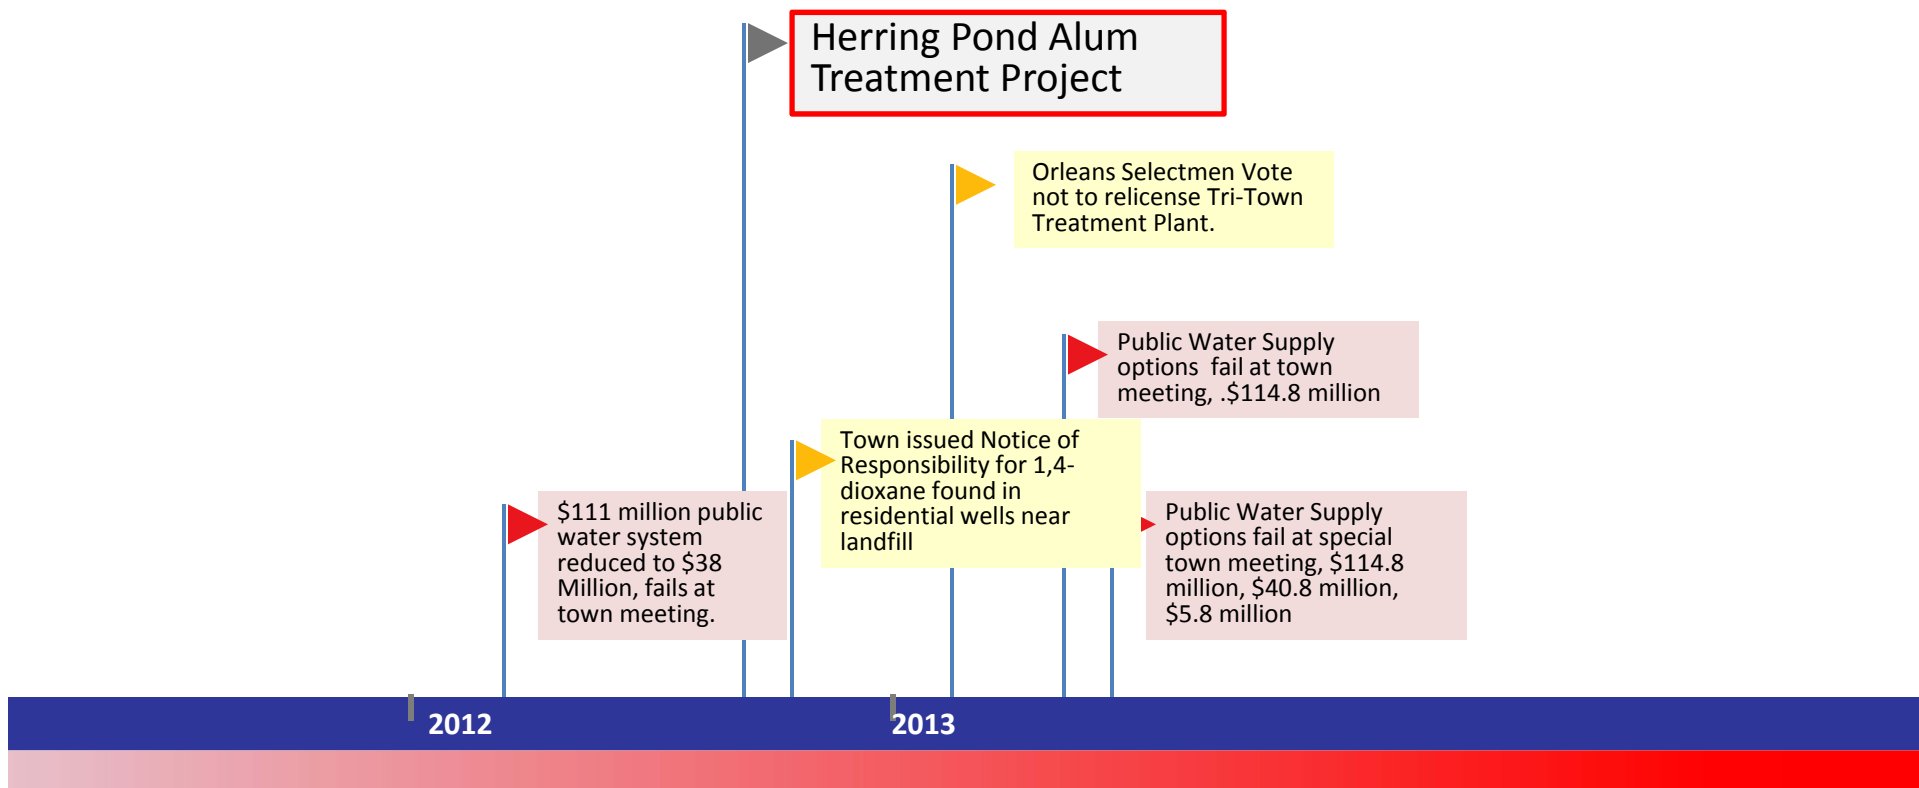 Herring Pond Alum
Treatment Project
Orleans Selectmen Vote
not to relicense Tri-Town
Treatment Plant.
Public Water Supply
options  fail at town
meeting, .$114.8 million
Town issued Notice of
Responsibility for 1,4-
dioxane found in
residential wells near
landfill
$111 million public
water system
reduced to $38
Million, fails at
town meeting.
Public Water Supply
options fail at special
town meeting, $114.8
million, $40.8 million,
$5.8 million
2012
2013